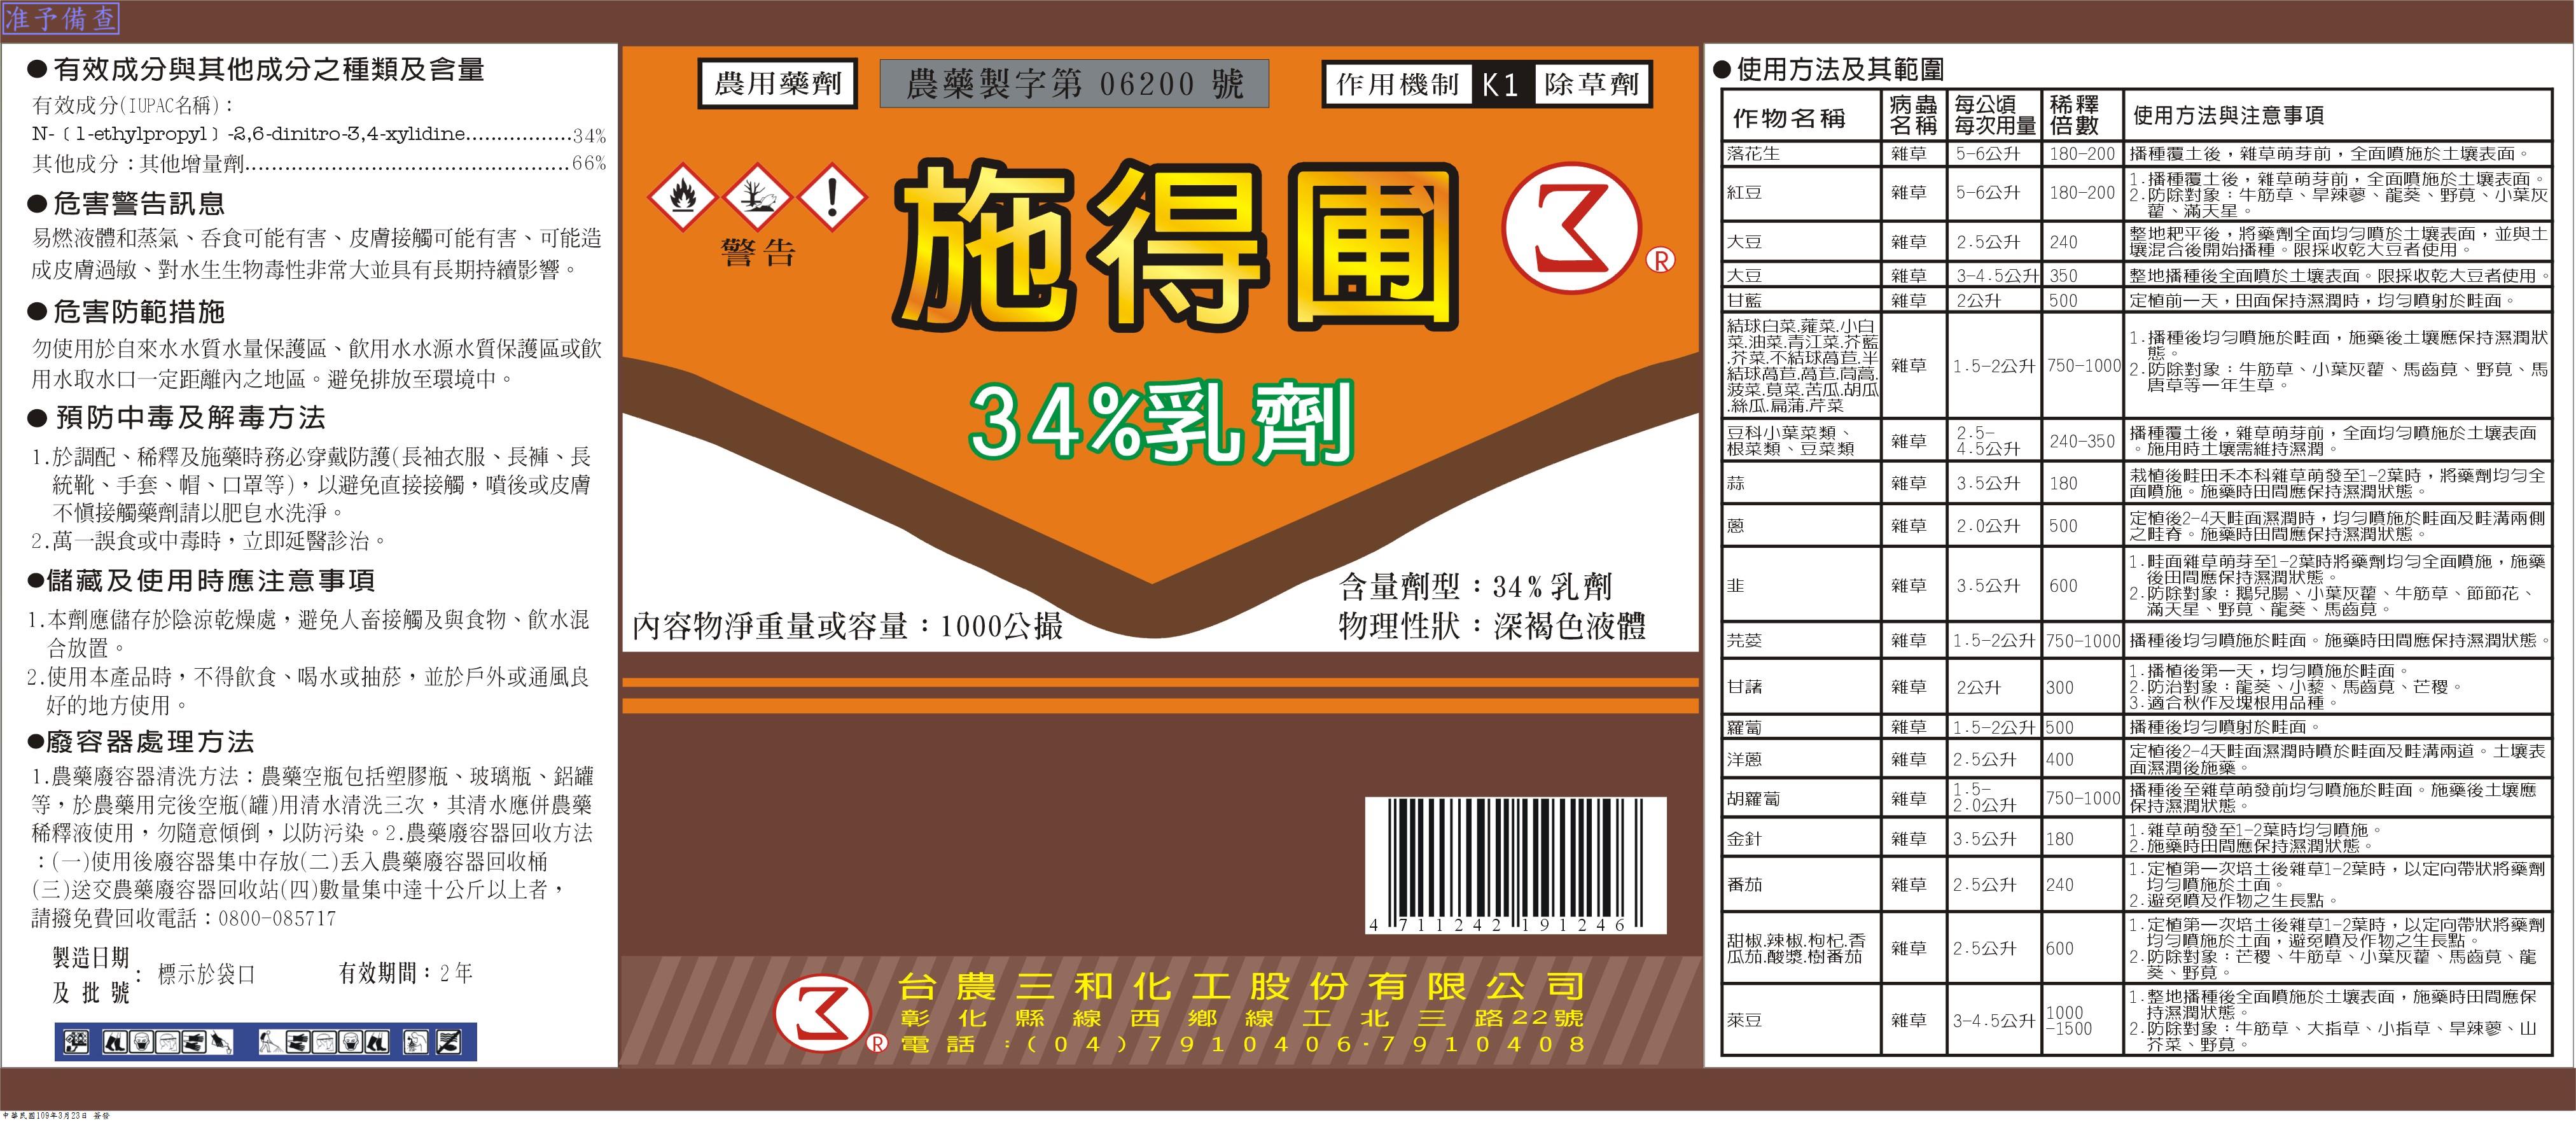 准予備查
●有效成分與其他成分之種類及含量
有效成分(IUPAC名稱)：
N-﹝1-ethylpropyl﹞-2,6-dinitro-3,4-xylidine................34%
其他成分：其他增量劑................................................66%
●危害警告訊息
易燃液體和蒸氣、吞食可能有害、皮膚接觸可能有害、可能造
成皮膚過敏、對水生生物毒性非常大並具有長期持續影響。
●危害防範措施
勿使用於自來水水質水量保護區、飲用水水源水質保護區或飲
用水取水口一定距離內之地區。避免排放至環境中。
●預防中毒及解毒方法
1.於調配、稀釋及施藥時務必穿戴防護(長袖衣服、長褲、長
統靴、手套、帽、口罩等)，以避免直接接觸，噴後或皮膚
不慎接觸藥劑請以肥皂水洗淨。
2.萬一誤食或中毒時，立即延醫診治。
●儲藏及使用時應注意事項
1.本劑應儲存於陰涼乾燥處，避免人畜接觸及與食物、飲水混
合放置。
2.使用本產品時，不得飲食、喝水或抽菸，並於戶外或通風良
好的地方使用。
●廢容器處理方法
1.農藥廢容器清洗方法：農藥空瓶包括塑膠瓶、玻璃瓶、鋁罐
等，於農藥用完後空瓶(罐)用清水清洗三次，其清水應併農藥
稀釋液使用，勿隨意傾倒，以防污染。2.農藥廢容器回收方法
：(一)使用後廢容器集中存放(二)丟入農藥廢容器回收桶
(三)送交農藥廢容器回收站(四)數量集中達十公斤以上者，
請撥免費回收電話：0800-085717
製造日期
及批號：標示於袋口 有效期間：2年
農用藥劑 農藥製字第 06200 號 作用機制 K1 除草劑
警告
施得圃
®
34%乳劑
含量劑型：34%乳劑
內容物淨重量或容量：1000公撮 物理性狀：深褐色液體
4 711242 191246
台農三和化工股份有限公司
彰化縣線西鄉線工北三路22號
® 電話：(04)7910406·7910408
●使用方法及其範圍
作物名稱 病蟲名稱 每公頃每次用量 稀釋倍數 使用方法與注意事項
落花生 雜草 5-6公升 180-200 播種覆土後，雜草萌芽前，全面噴施於土壤表面。
紅豆 雜草 5-6公升 180-200 1.播種覆土後，雜草萌芽前，全面噴施於土壤表面。
2.防除對象：牛筋草、旱辣蓼、龍葵、野莧、小葉灰
藋、滿天星。
大豆 雜草 2.5公升 240 整地耙平後，將藥劑全面均勻噴於土壤表面，並與土
壤混合後開始播種。限採收乾大豆者使用。
大豆 雜草 3-4.5公升 350 整地播種後全面噴於土壤表面。限採收乾大豆者使用。
甘藍 雜草 2公升 500 定植前一天，田面保持濕潤時，均勻噴射於畦面。
結球白菜.蕹菜.小白
菜.油菜.青江菜.芥藍
.芥菜.不結球萵苣.半
結球萵苣.萵苣.茼蒿.
菠菜.莧菜.苦瓜.胡瓜
.絲瓜.扁蒲.芹菜 雜草 1.5-2公升 750-1000 1.播種後均勻噴施於畦面，施藥後土壤應保持濕潤狀
態。
2.防除對象：牛筋草、小葉灰藋、馬齒莧、野莧、馬
唐草等一年生草。
豆科小葉菜類、
根菜類、豆菜類 雜草 2.5-
4.5公升 240-350 播種覆土後，雜草萌芽前，全面均勻噴施於土壤表面
。施用時土壤需維持濕潤。
蒜 雜草 3.5公升 180 栽植後畦田禾本科雜草萌發至1-2葉時，將藥劑均勻全
面噴施。施藥時田間應保持濕潤狀態。
蔥 雜草 2.0公升 500 定植後2-4天畦面濕潤時，均勻噴施於畦面及畦溝兩側
之畦脊。施藥時田間應保持濕潤狀態。
韭 雜草 3.5公升 600 1.畦面雜草萌芽至1-2葉時將藥劑均勻全面噴施，施藥
後田間應保持濕潤狀態。
2.防除對象：鵝兒腸、小葉灰藋、牛筋草、節節花、
滿天星、野莧、龍葵、馬齒莧。
芫荽 雜草 1.5-2公升 750-1000 播種後均勻噴施於畦面。施藥時田間應保持濕潤狀態。
甘藷 雜草 2公升 300 1.播植後第一天，均勻噴施於畦面。
2.防治對象：龍葵、小藜、馬齒莧、芒稷。
3.適合秋作及塊根用品種。
蘿蔔 雜草 1.5-2公升 500 播種後均勻噴射於畦面。
洋蔥 雜草 2.5公升 400 定植後2-4天畦面濕潤時噴於畦面及畦溝兩道。土壤表
面濕潤後施藥。
胡蘿蔔 雜草 1.5-
2.0公升 750-1000 播種後至雜草萌發前均勻噴施於畦面。施藥後土壤應
保持濕潤狀態。
金針 雜草 3.5公升 180 1.雜草萌發至1-2葉時均勻噴施。
2.施藥時田間應保持濕潤狀態。
番茄 雜草 2.5公升 240 1.定植第一次培土後雜草1-2葉時，以定向帶狀將藥劑
均勻噴施於土面。
2.避免噴及作物之生長點。
甜椒.辣椒.枸杞.香
瓜茄.酸漿.樹番茄 雜草 2.5公升 600 1.定植第一次培土後雜草1-2葉時，以定向帶狀將藥劑
均勻噴施於土面，避免噴及作物之生長點。
2.防除對象：芒稷、牛筋草、小葉灰藋、馬齒莧、龍
葵、野莧。
萊豆 雜草 3-4.5公升 1000
-1500 1.整地播種後全面噴施於土壤表面，施藥時田間應保
持濕潤狀態。
2.防除對象：牛筋草、大指草、小指草、旱辣蓼、山
芥菜、野莧。
中華民國109年3月23日 簽發